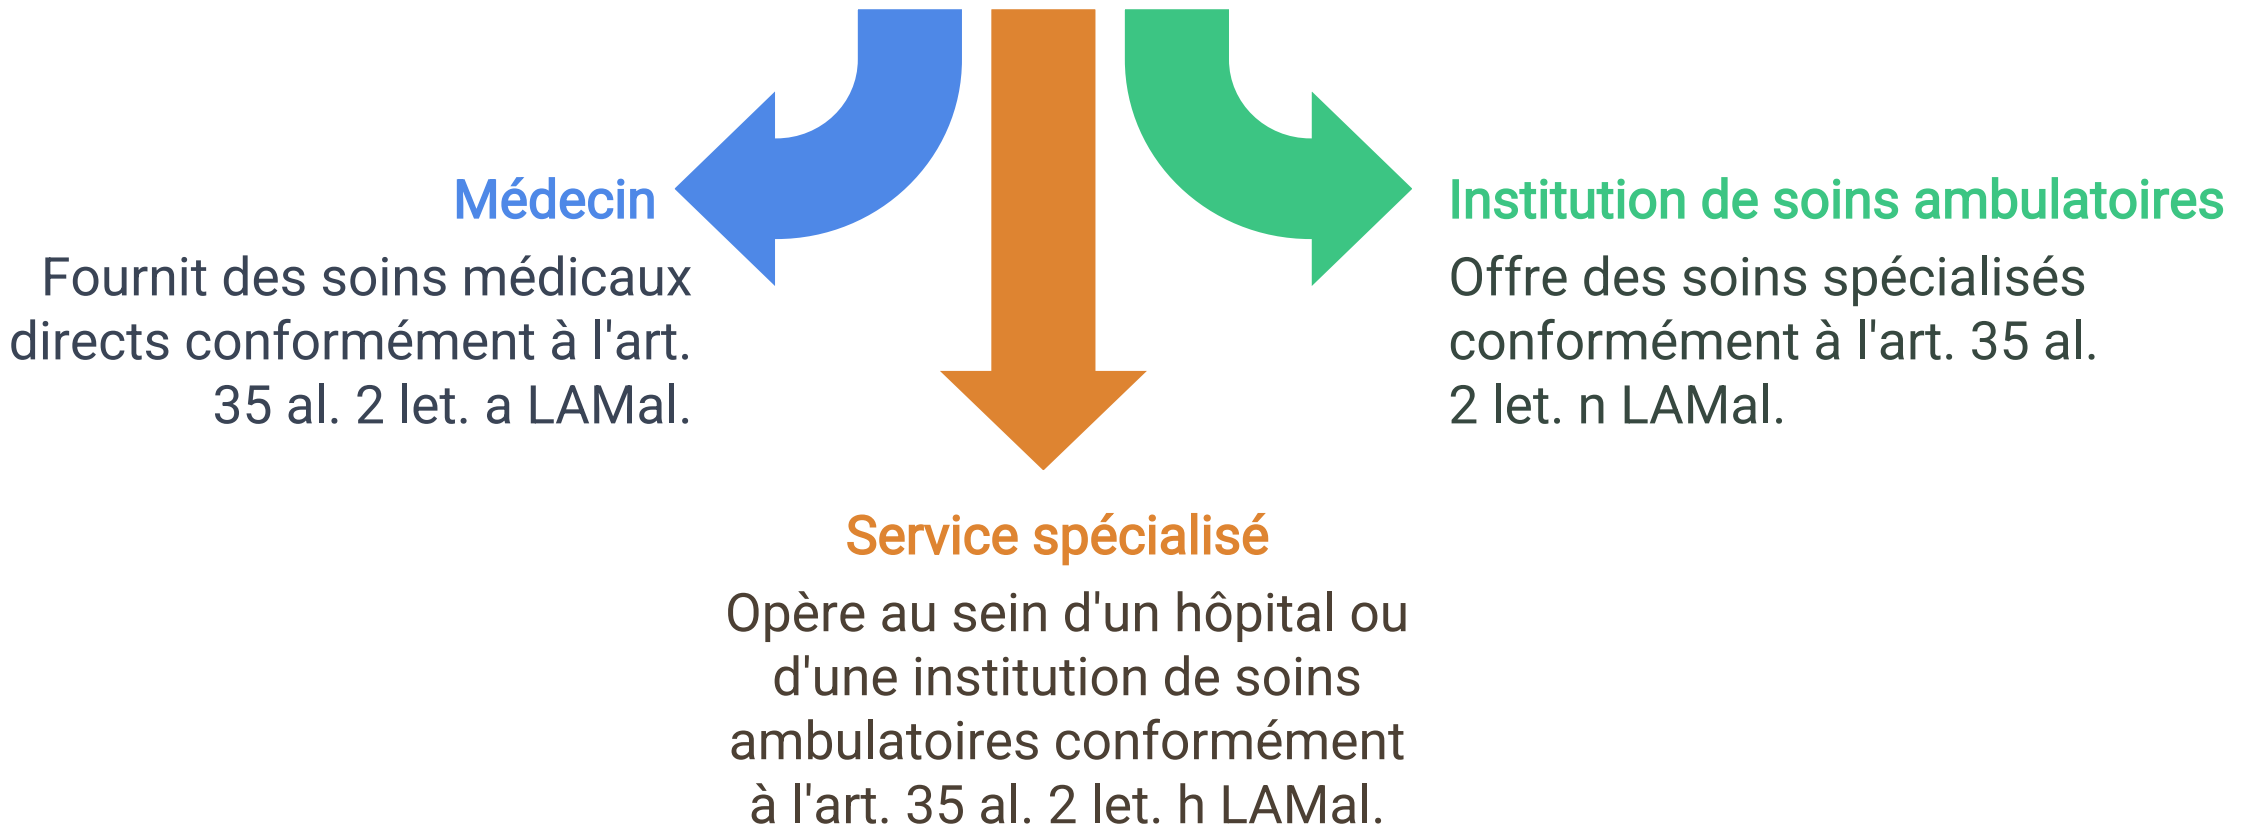 Médecin
Fournit des soins médicaux
directs conformément à l'art.
35 al. 2 let. a LAMal.
Institution de soins ambulatoires
Offre des soins spécialisés
conformément à l'art. 35 al.
2 let. n LAMal.
Service spécialisé
Opère au sein d'un hôpital ou
d'une institution de soins
ambulatoires conformément
à l'art. 35 al. 2 let. h LAMal.